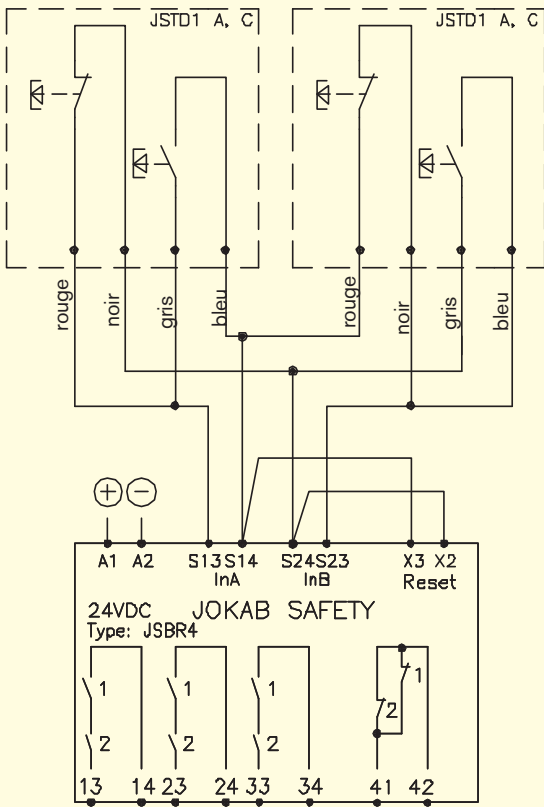 JSTD1 A, C
JSTD1 A, C
rouge
noir
gris
bleu
rouge
noir
gris
bleu
+ −
A1 A2 S13 S14 S24 S23 X3 X2
InA InB Reset
24VDC JOKAB SAFETY
Type: JSBR4
1 1 1 1
2 2 2 2
13 14 23 24 33 34 41 42